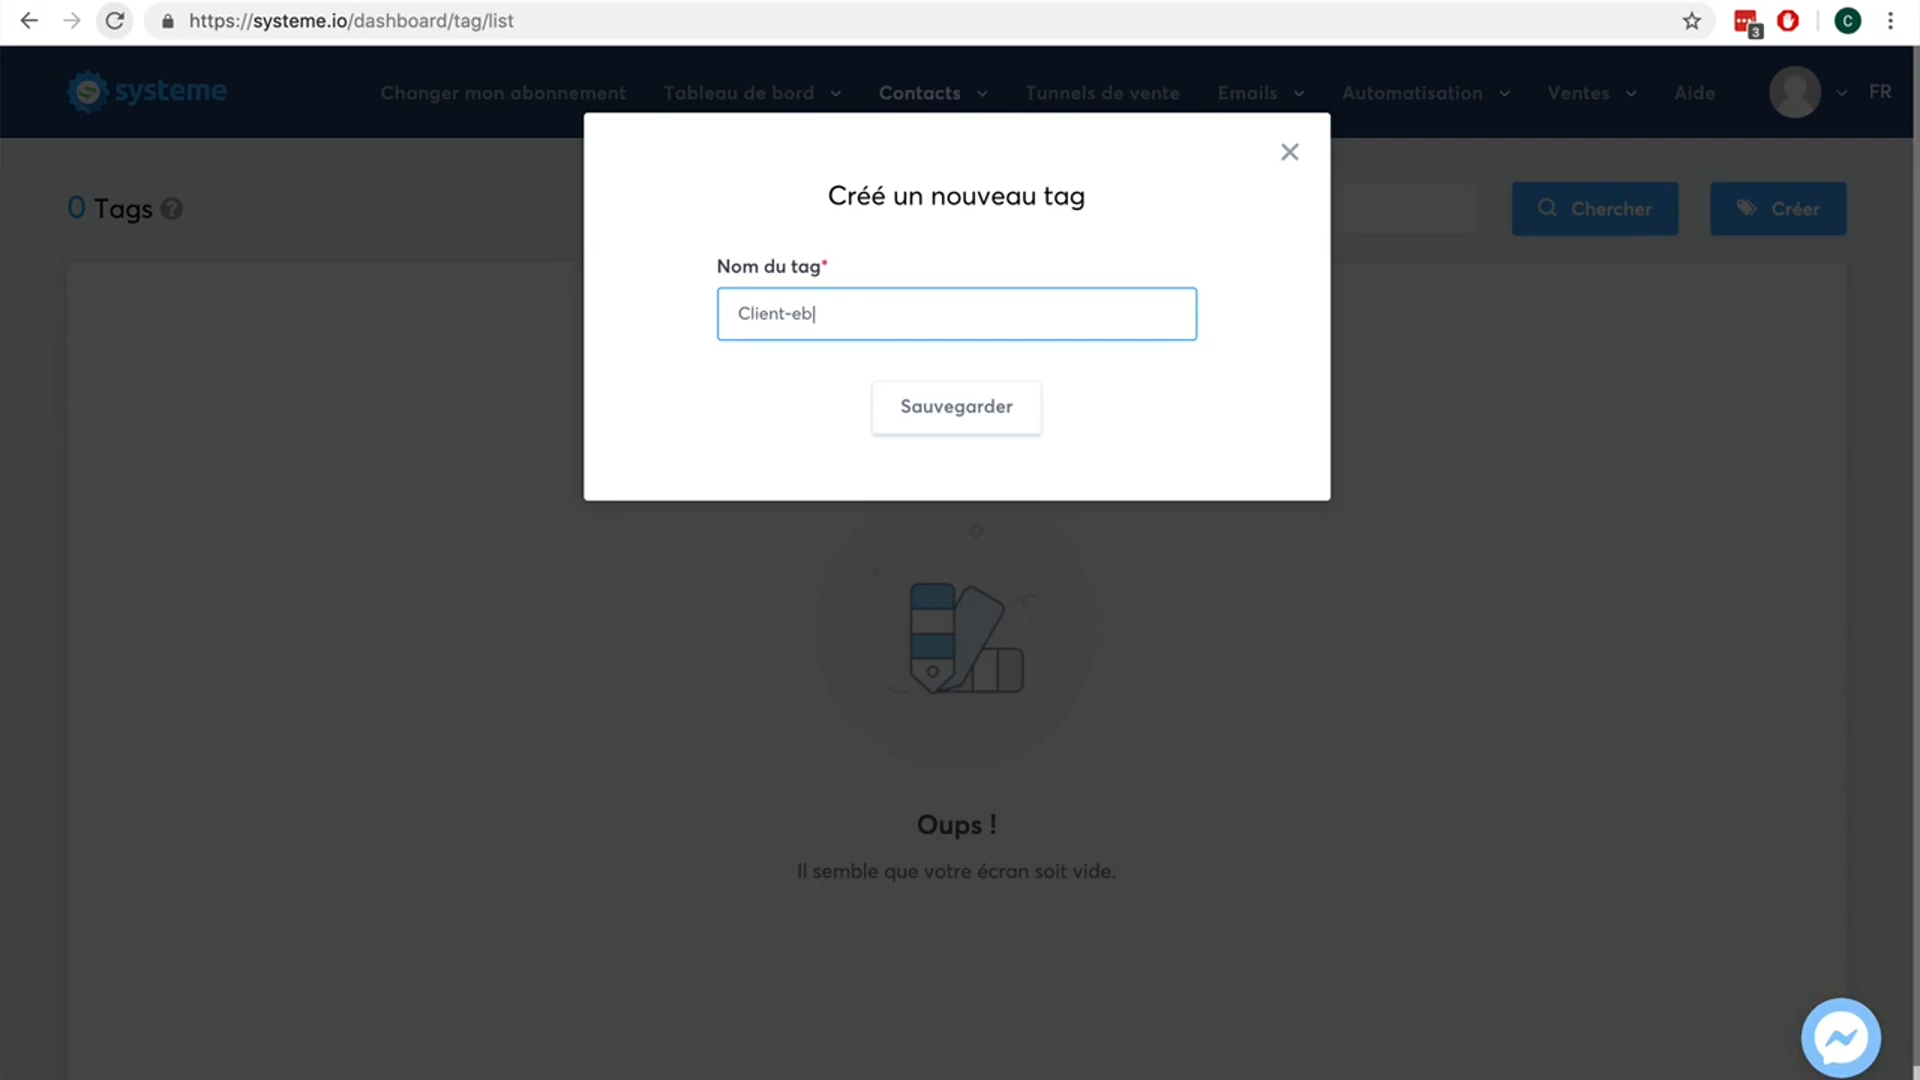 https://systeme.io/dashboard/tag/list
3
C
systeme
Changer mon abonnement
Tableau de bord
Contacts
Tunnels de vente
Emails
Automatisation
Ventes
Aide
FR
0 Tags ?
Chercher
Créer
Créé un nouveau tag
Nom du tag*
Client-eb
Sauvegarder
Oups !
Il semble que votre écran soit vide.